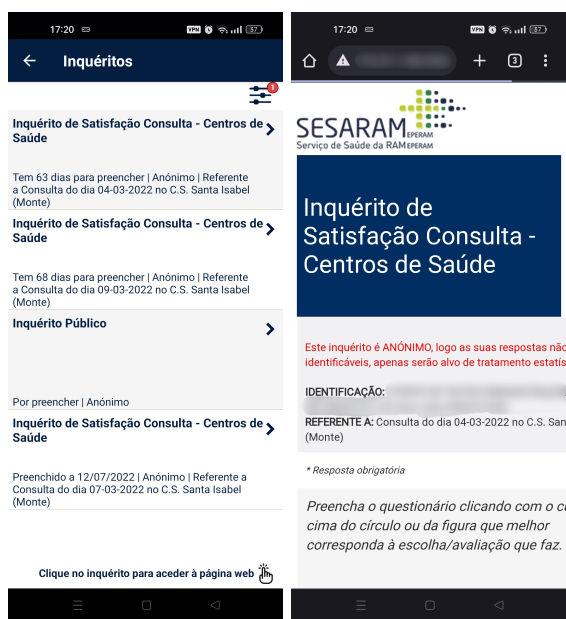 17:20
VPN
87
Inquéritos
1
Inquérito de Satisfação Consulta - Centros de
Saúde
Tem 63 dias para preencher | Anónimo | Referente
a Consulta do dia 04-03-2022 no C.S. Santa Isabel
(Monte)
Inquérito de Satisfação Consulta - Centros de
Saúde
Tem 68 dias para preencher | Anónimo | Referente
a Consulta do dia 09-03-2022 no C.S. Santa Isabel
(Monte)
Inquérito Público
Por preencher | Anónimo
Inquérito de Satisfação Consulta - Centros de
Saúde
Preenchido a 12/07/2022 | Anónimo | Referente a
Consulta do dia 07-03-2022 no C.S. Santa Isabel
(Monte)
Clique no inquérito para aceder à página web
17:20
VPN
87
3
SESARAM EPERAM
Serviço de Saúde da RAM EPERAM
Inquérito de
Satisfação Consulta -
Centros de Saúde
Este inquérito é ANÓNIMO, logo as suas respostas não
identificáveis, apenas serão alvo de tratamento estatís
IDENTIFICAÇÃO:
REFERENTE A: Consulta do dia 04-03-2022 no C.S. San
(Monte)
* Resposta obrigatória
Preencha o questionário clicando com o cu
cima do círculo ou da figura que melhor
corresponda à escolha/avaliação que faz.